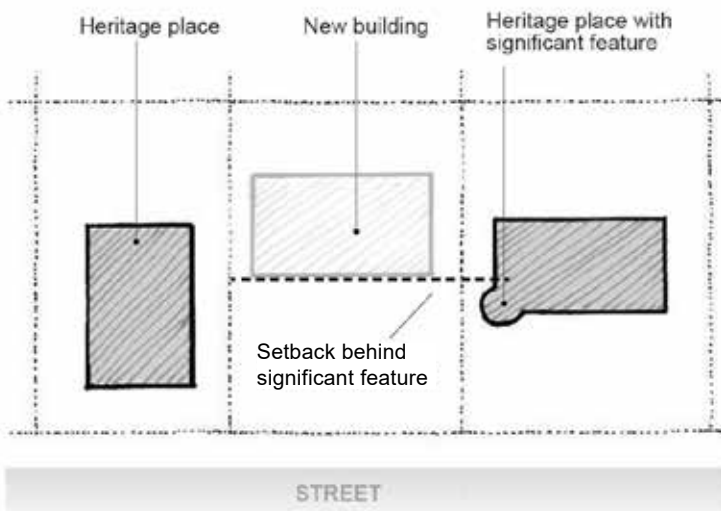 Heritage place
New building
Heritage place with
significant feature
Setback behind
significant feature
STREET